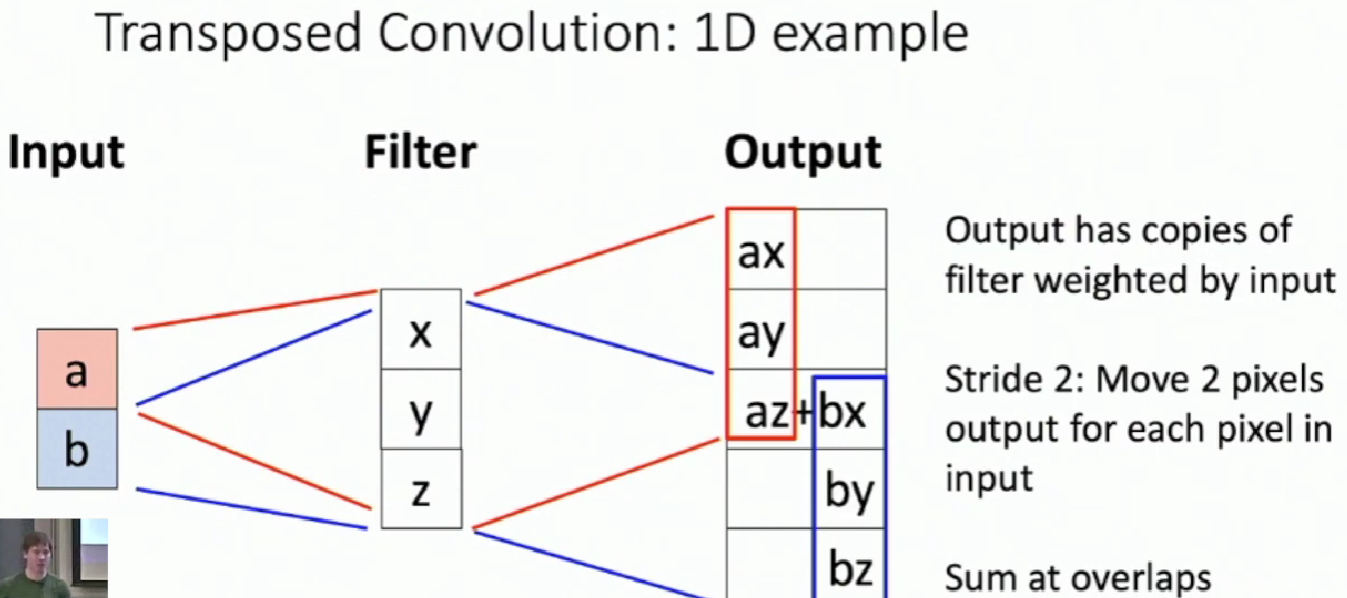 Transposed Convolution: 1D example
Input
Filter
Output
a
b
x
y
z
ax
ay
az+bx
by
bz
Output has copies of
filter weighted by input
Stride 2: Move 2 pixels
output for each pixel in
input
Sum at overlaps